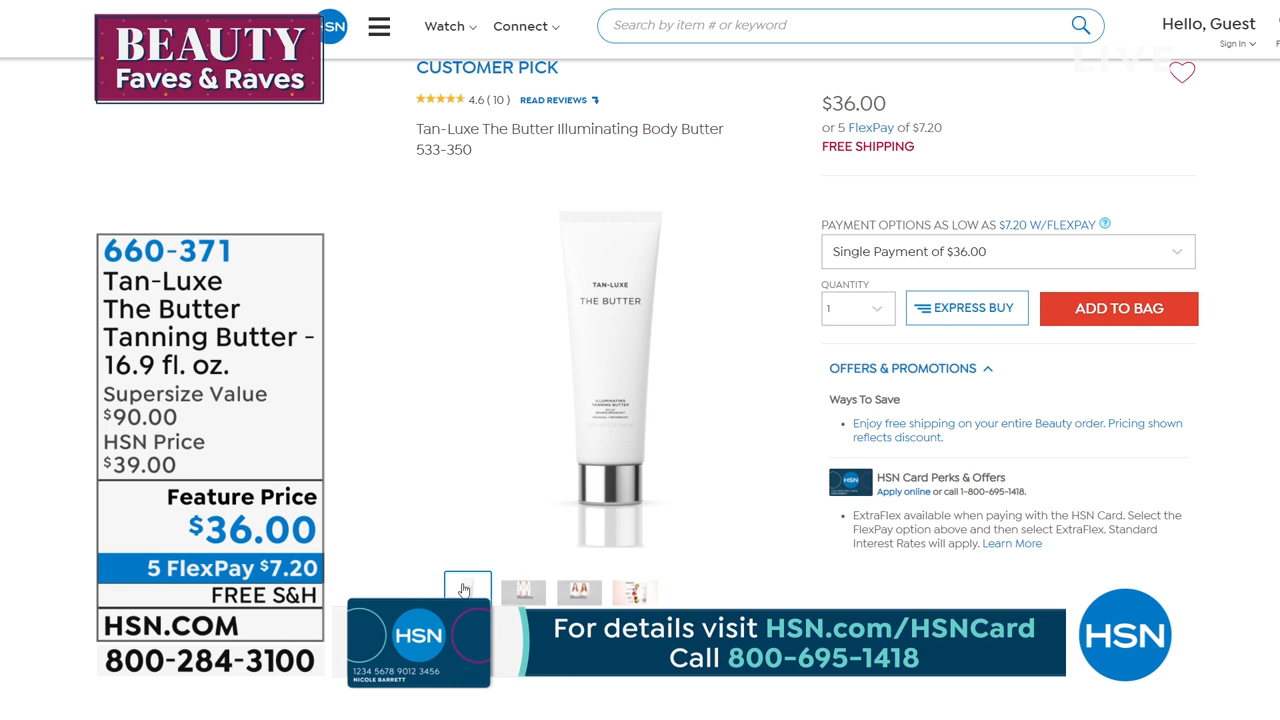 BEAUTY
Faves & Raves
HSN
Watch
Connect
Search by item # or keyword
Hello, Guest
Sign In
LIVE
CUSTOMER PICK
4.6 ( 10 ) READ REVIEWS
Tan-Luxe The Butter Illuminating Body Butter
533-350
$36.00
or 5 FlexPay of $7.20
FREE SHIPPING
PAYMENT OPTIONS AS LOW AS $7.20 W/FLEXPAY ?
Single Payment of $36.00
QUANTITY
1
EXPRESS BUY
ADD TO BAG
OFFERS & PROMOTIONS
Ways To Save
• Enjoy free shipping on your entire Beauty order. Pricing shown
reflects discount.
HSN
HSN Card Perks & Offers
Apply online or call 1-800-695-1418.
• ExtraFlex available when paying with the HSN Card. Select the
FlexPay option above and then select ExtraFlex. Standard
Interest Rates will apply. Learn More
TAN-LUXE
THE BUTTER
ILLUMINATING
TANNING BUTTER
660-371
Tan-Luxe
The Butter
Tanning Butter -
16.9 fl. oz.
Supersize Value
$90.00
HSN Price
$39.00
Feature Price
$36.00
5 FlexPay $7.20
FREE S&H
HSN.COM
800-284-3100
HSN
1234 5678 9012 3456
NICOLE BARRETT
For details visit HSN.com/HSNCard
Call 800-695-1418
HSN